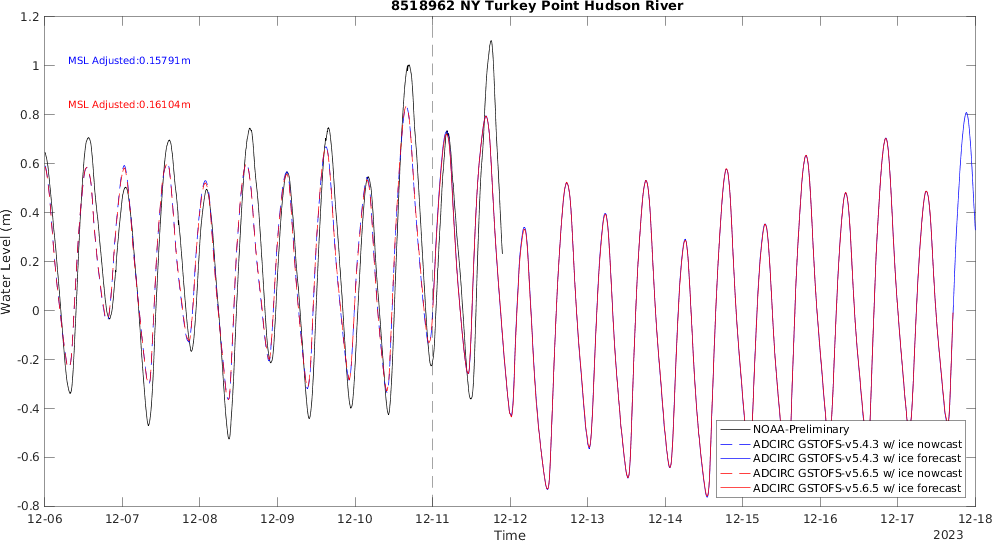 8518962 NY Turkey Point Hudson River
MSL Adjusted:0.15791m
MSL Adjusted:0.16104m
Water Level (m)
1.2
1
0.8
0.6
0.4
0.2
0
-0.2
-0.4
-0.6
-0.8
NOAA-Preliminary
ADCIRC GSTOFS-v5.4.3 w/ ice nowcast
ADCIRC GSTOFS-v5.4.3 w/ ice forecast
ADCIRC GSTOFS-v5.6.5 w/ ice nowcast
ADCIRC GSTOFS-v5.6.5 w/ ice forecast
12-06 12-07 12-08 12-09 12-10 12-11 12-12 12-13 12-14 12-15 12-16 12-17 12-18
Time
2023